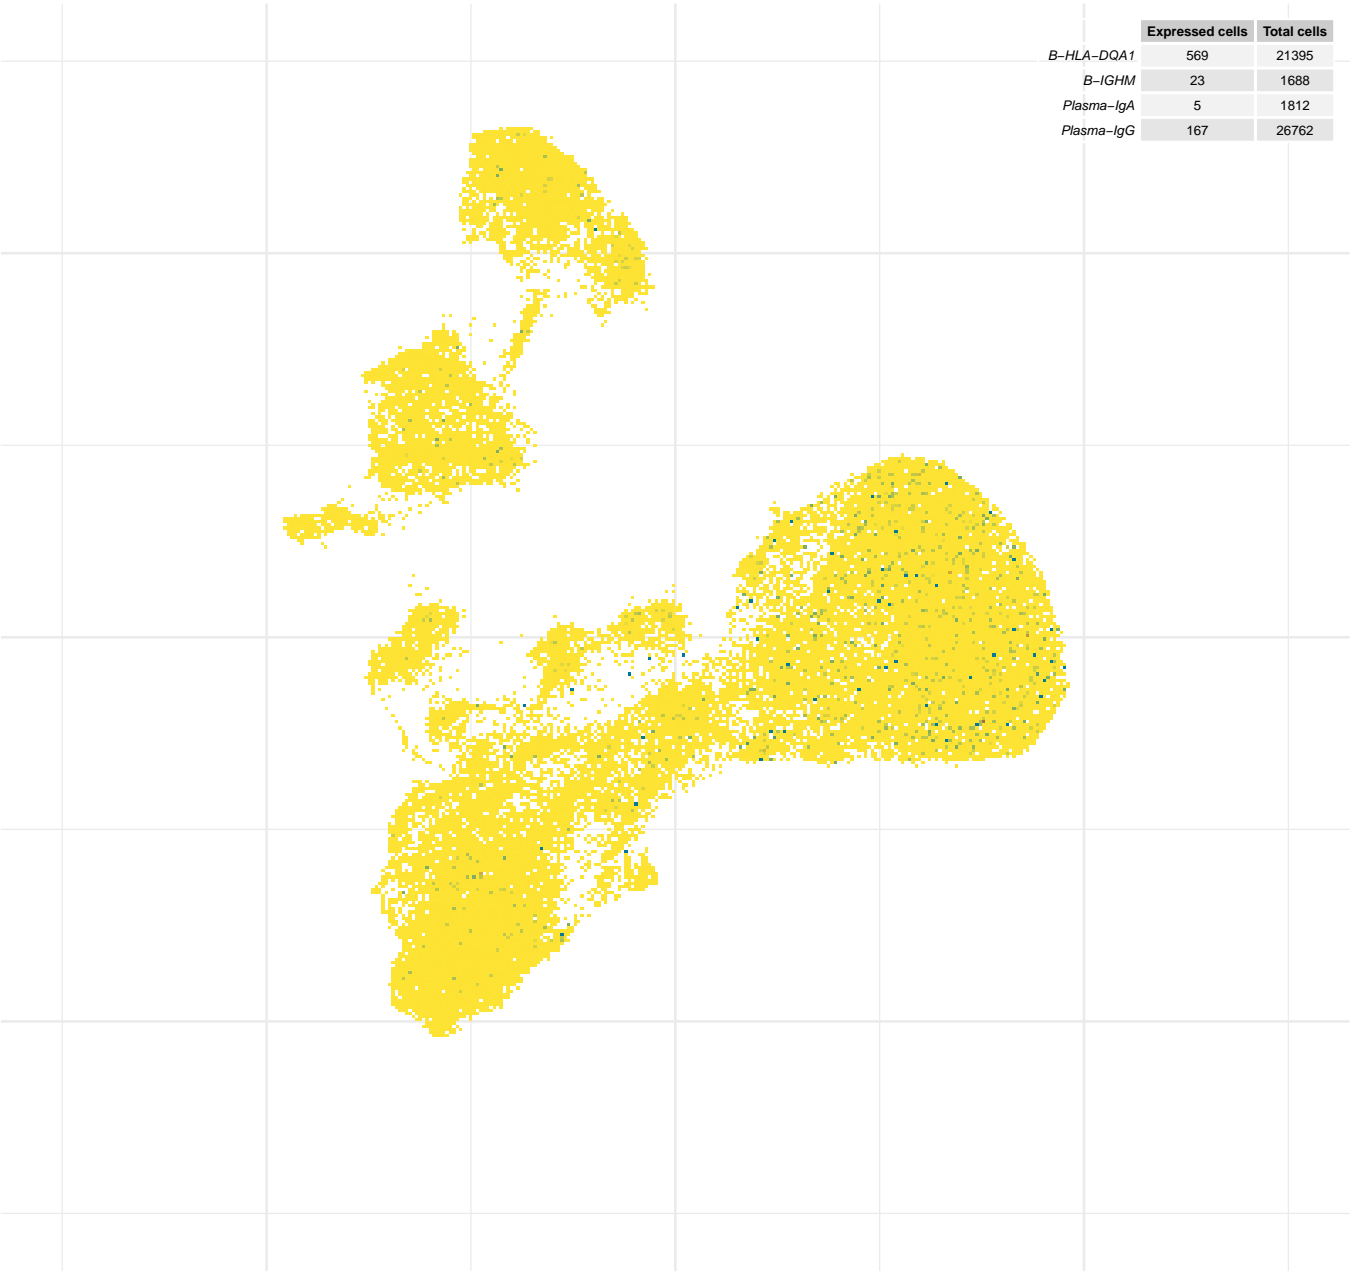 Expressed cells Total cells
B−HLA−DQA1 569 21395
B−IGHM 23 1688
Plasma−IgA 5 1812
Plasma−IgG 167 26762